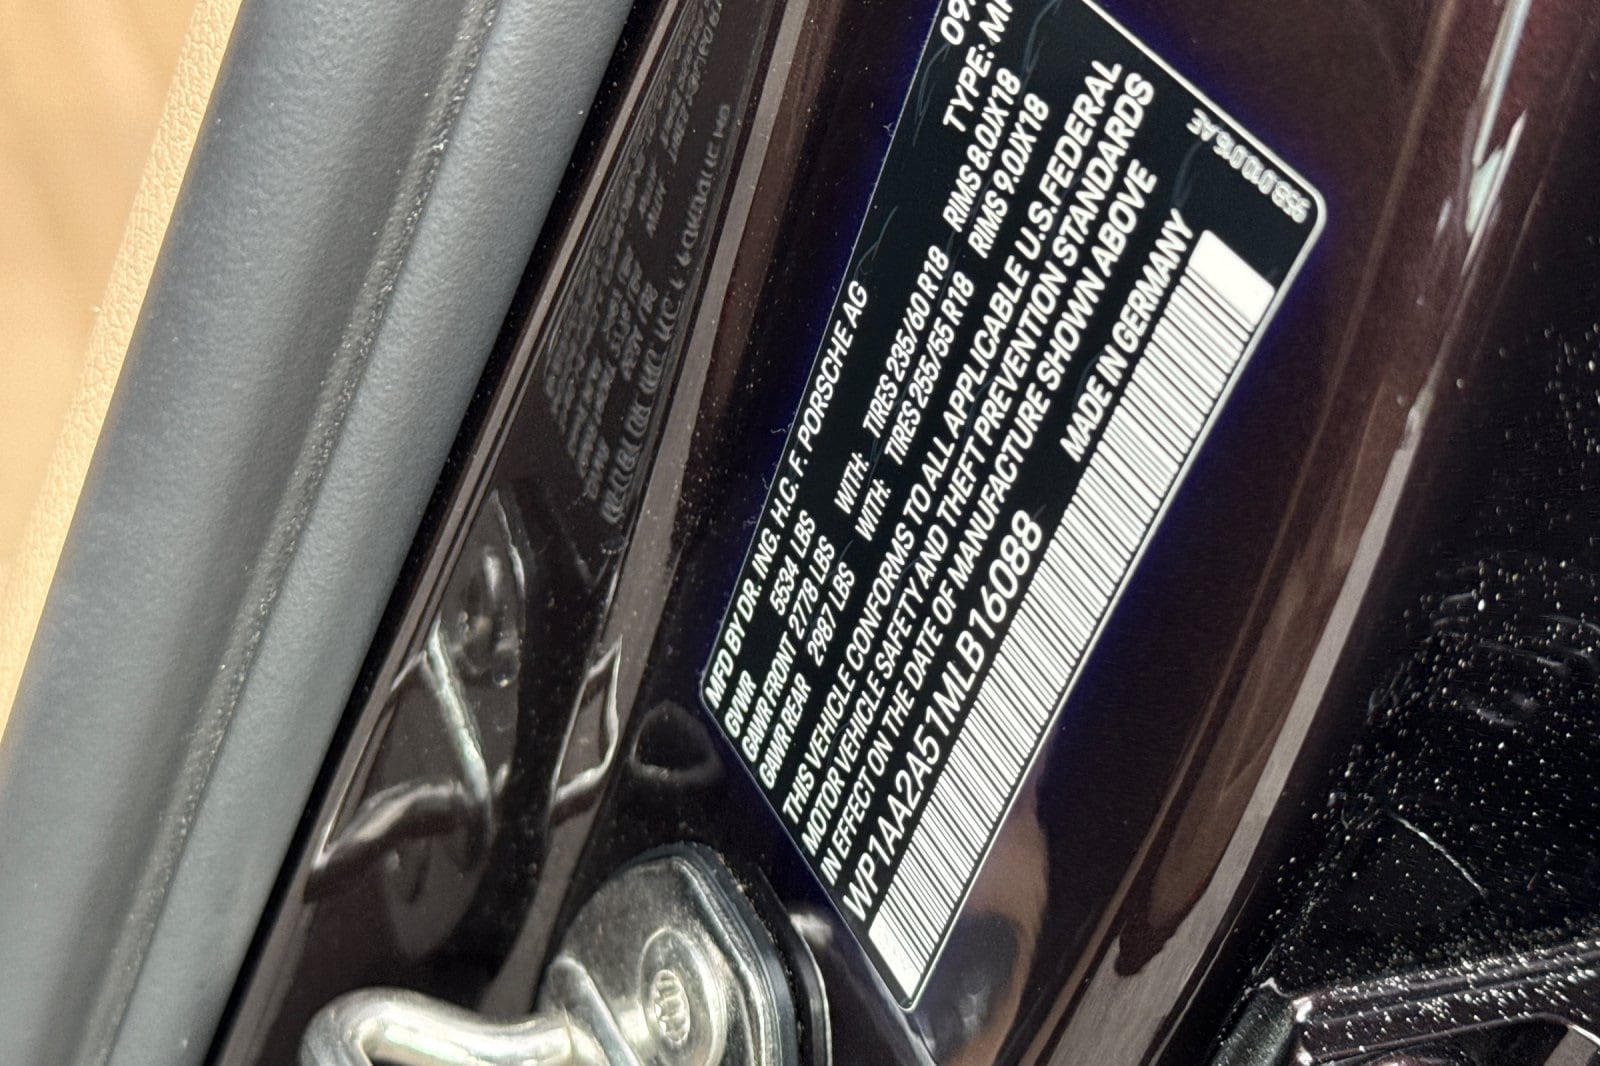 MFD BY DR. ING. H.C. F. PORSCHE AG
GVWR 5534 LBS
GAWR FRONT 2778 LBS WITH: TIRES 235/60 R18 RIMS 8.0JX18
GAWR REAR 2987 LBS WITH: TIRES 255/55 R18 RIMS 9.0JX18
THIS VEHICLE CONFORMS TO ALL APPLICABLE U.S.FEDERAL
MOTOR VEHICLE SAFETY AND THEFT PREVENTION STANDARDS
IN EFFECT ON THE DATE OF MANUFACTURE SHOWN ABOVE
WP1AA2A51MLB16088 MADE IN GERMANY
TYPE: